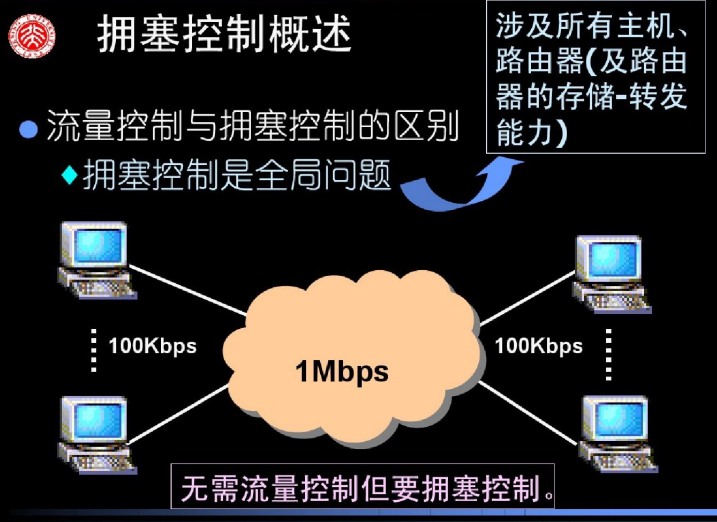 拥塞控制概述
涉及所有主机、
路由器(及路由
器的存储-转发
能力)
流量控制与拥塞控制的区别
拥塞控制是全局问题
100Kbps
1Mbps
100Kbps
无需流量控制但要拥塞控制。